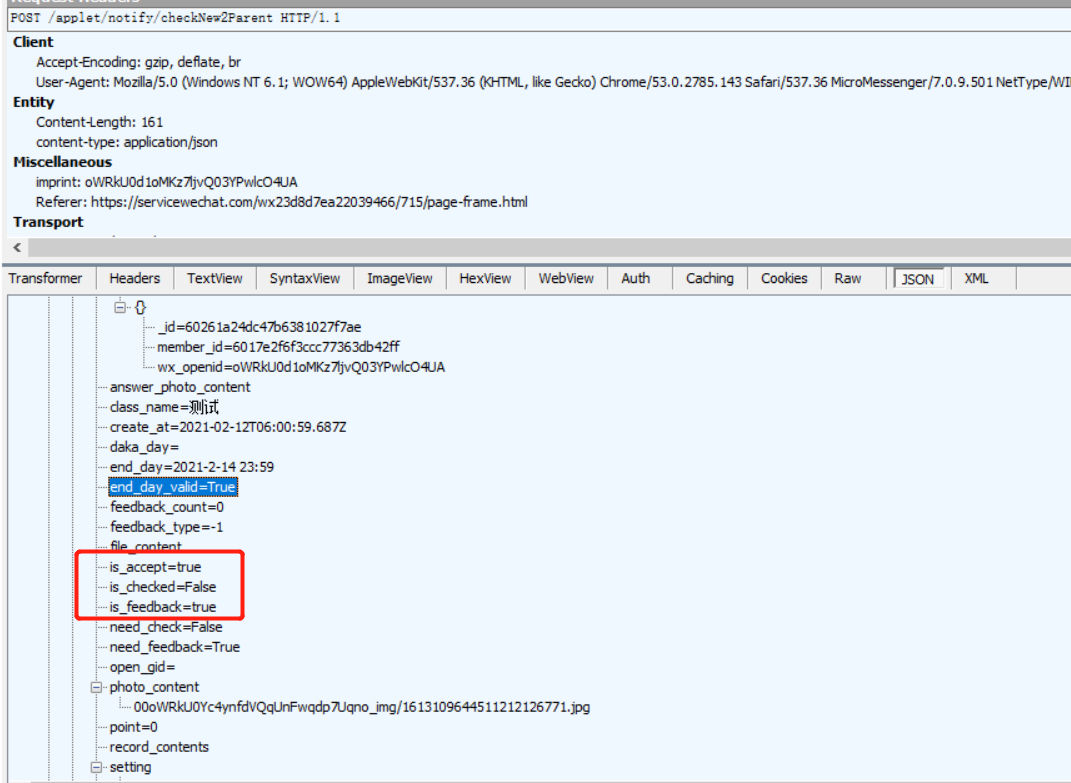 POST /applet/notify/checkNew2Parent HTTP/1.1
Client
Accept-Encoding: gzip, deflate, br
User-Agent: Mozilla/5.0 (Windows NT 6.1; WOW64) AppleWebKit/537.36 (KHTML, like Gecko) Chrome/53.0.2785.143 Safari/537.36 MicroMessenger/7.0.9.501 NetType/WI
Entity
Content-Length: 161
content-type: application/json
Miscellaneous
imprint: oWRkU0d1oMKz7ljvQ03YPwlcO4UA
Referer: https://servicewechat.com/wx23d8d7ea22039466/715/page-frame.html
Transport
Transformer Headers TextView SyntaxView ImageView HexView WebView Auth Caching Cookies Raw JSON XML
{}
_id=60261a24dc47b6381027f7ae
member_id=6017e2f6f3ccc77363db42ff
wx_openid=oWRkU0d1oMKz7ljvQ03YPwlcO4UA
answer_photo_content
class_name=测试
create_at=2021-02-12T06:00:59.687Z
daka_day=
end_day=2021-2-14 23:59
end_day_valid=True
feedback_count=0
feedback_type=-1
file_content
is_accept=true
is_checked=False
is_feedback=true
need_check=False
need_feedback=True
open_gid=
photo_content
00oWRkU0Yc4ynfdVQqUnFwqdp7Uqno_img/1613109644511212126771.jpg
point=0
record_contents
setting